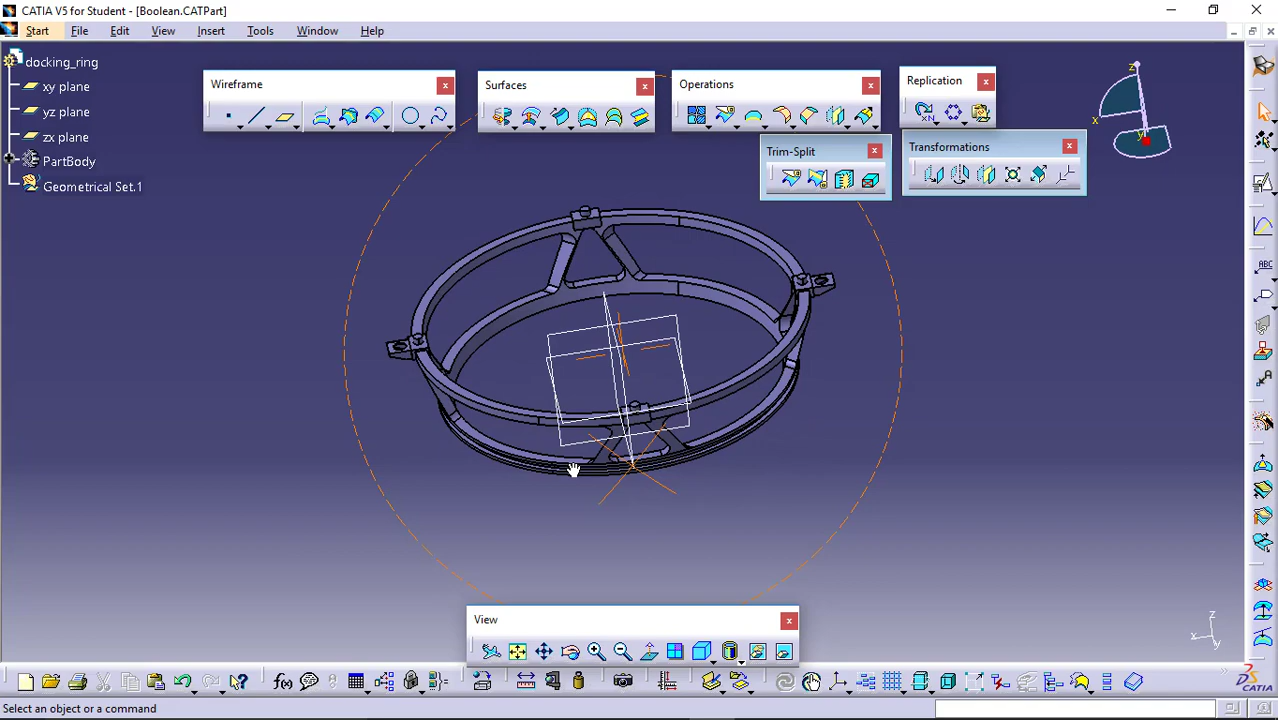 CATIA V5 for Student - [Boolean.CATPart]
Start File Edit View Insert Tools Window Help
docking_ring
xy plane
yz plane
zx plane
PartBody
Geometrical Set.1
Wireframe
Surfaces
Operations
Replication
Trim-Split
Transformations
z
x
y
ABC
View
z
x
y
f(x)
CATIA
Select an object or a command